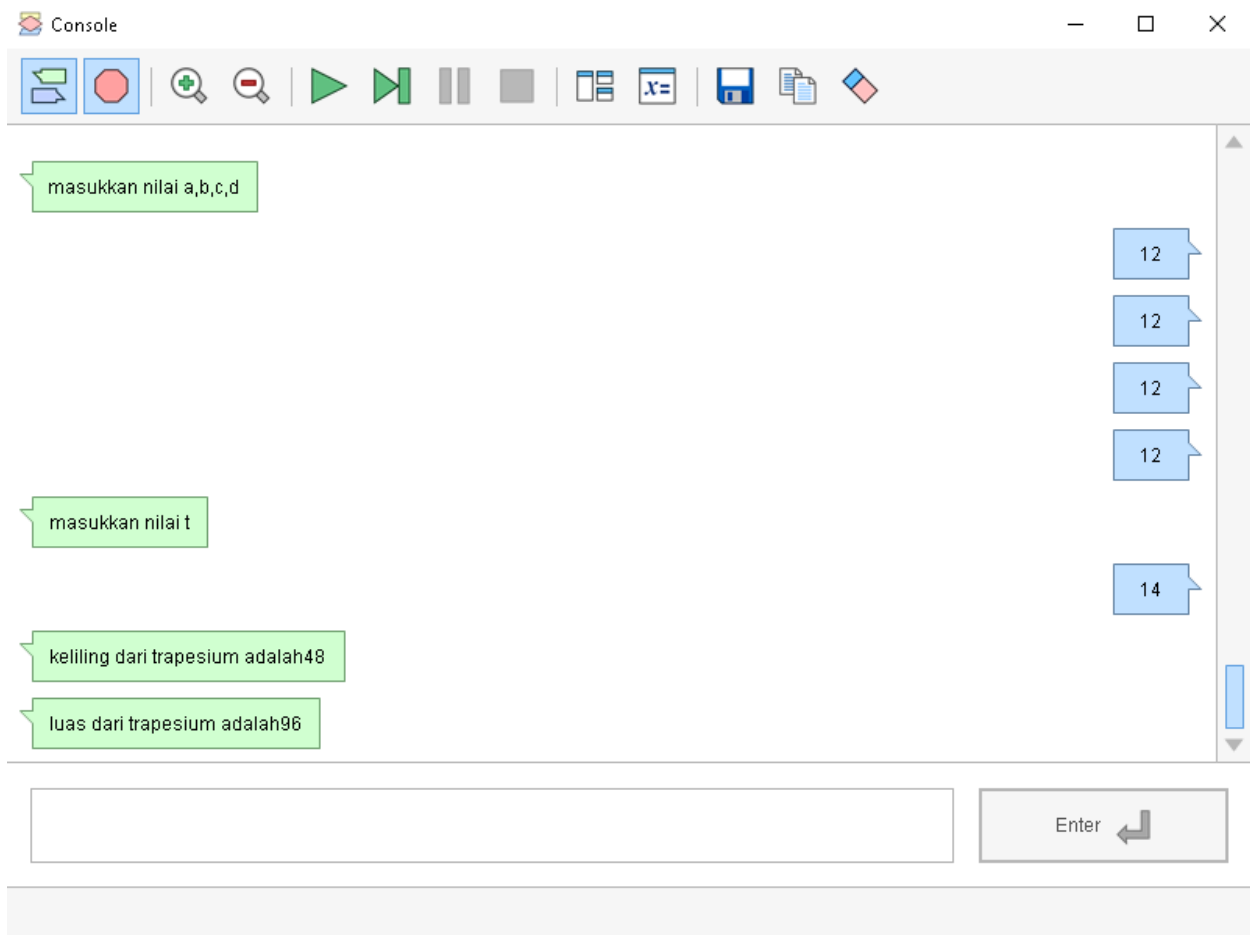 Console
x=
masukkan nilai a,b,c,d
12
12
12
12
masukkan nilai t
14
keliling dari trapesium adalah48
luas dari trapesium adalah96
Enter